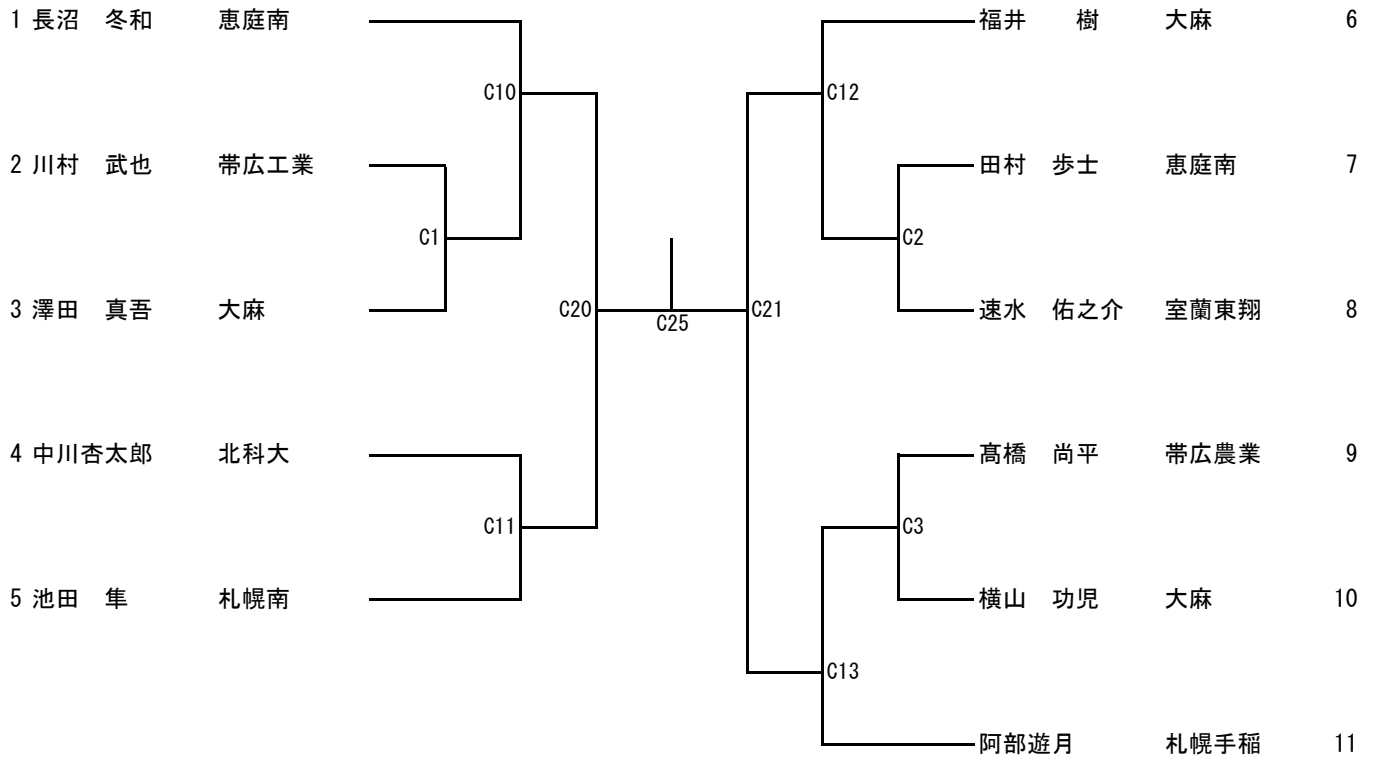 1 長沼　冬和　恵庭南
福井　樹　大麻　6
C10
C12
2 川村　武也　帯広工業
田村　歩士　恵庭南　7
C1
C2
3 澤田　真吾　大麻
C20
C25
C21
速水　佑之介　室蘭東翔　8
4 中川杏太郎　北科大
髙橋　尚平　帯広農業　9
C11
C3
5 池田　隼　札幌南
横山　功児　大麻　10
C13
阿部遊月　札幌手稲　11